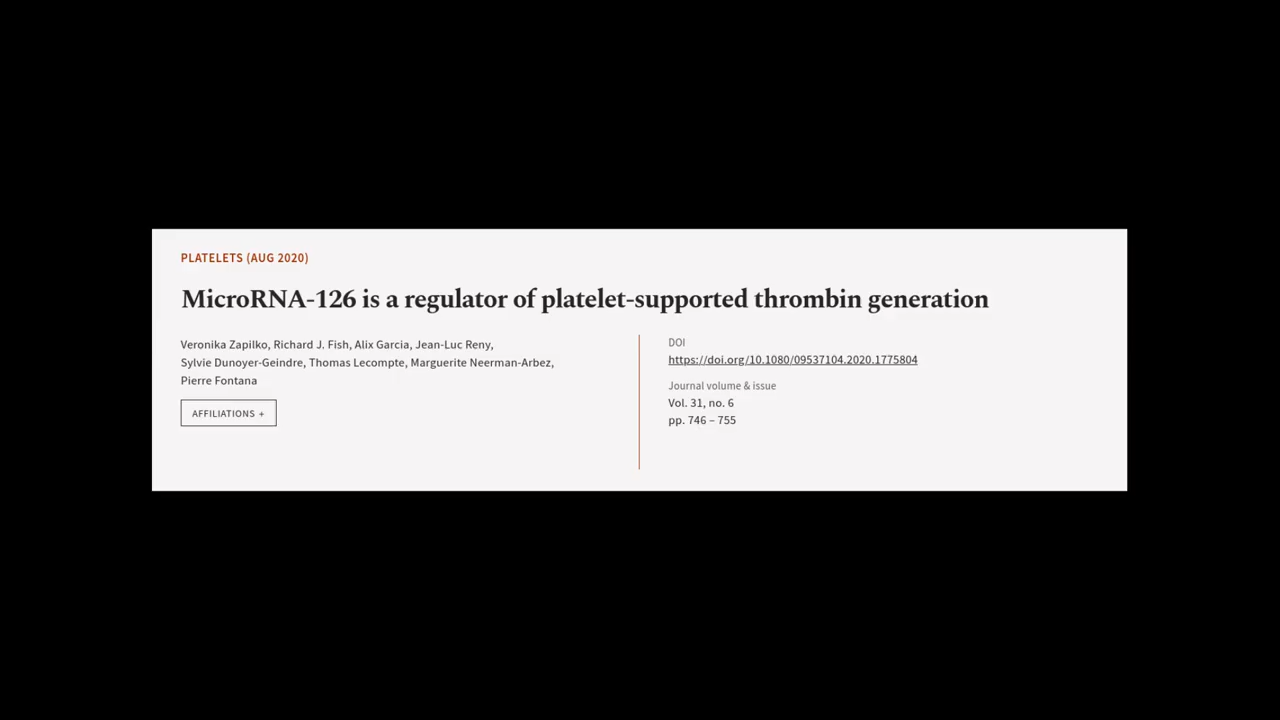 PLATELETS (AUG 2020)
MicroRNA-126 is a regulator of platelet-supported thrombin generation
Veronika Zapilko, Richard J. Fish, Alix Garcia, Jean-Luc Reny,
Sylvie Dunoyer-Geindre, Thomas Lecompte, Marguerite Neerman-Arbez,
Pierre Fontana
AFFILIATIONS +
DOI
https://doi.org/10.1080/09537104.2020.1775804
Journal volume & issue
Vol. 31, no. 6
pp. 746 – 755